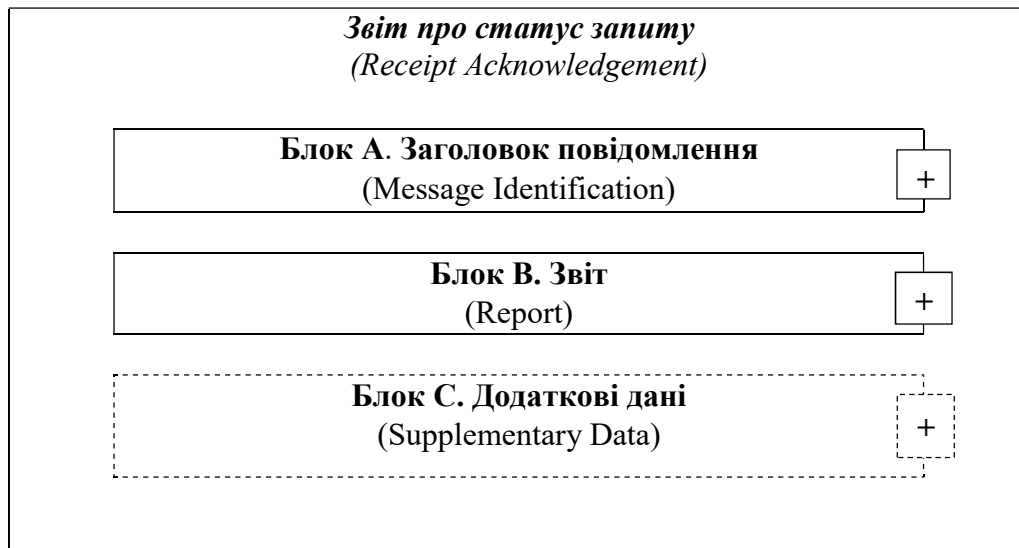 Звіт про статус запиту
(Receipt Acknowledgement)
Блок А. Заголовок повідомлення
(Message Identification)
+
Блок В. Звіт
(Report)
+
Блок С. Додаткові дані
(Supplementary Data)
+